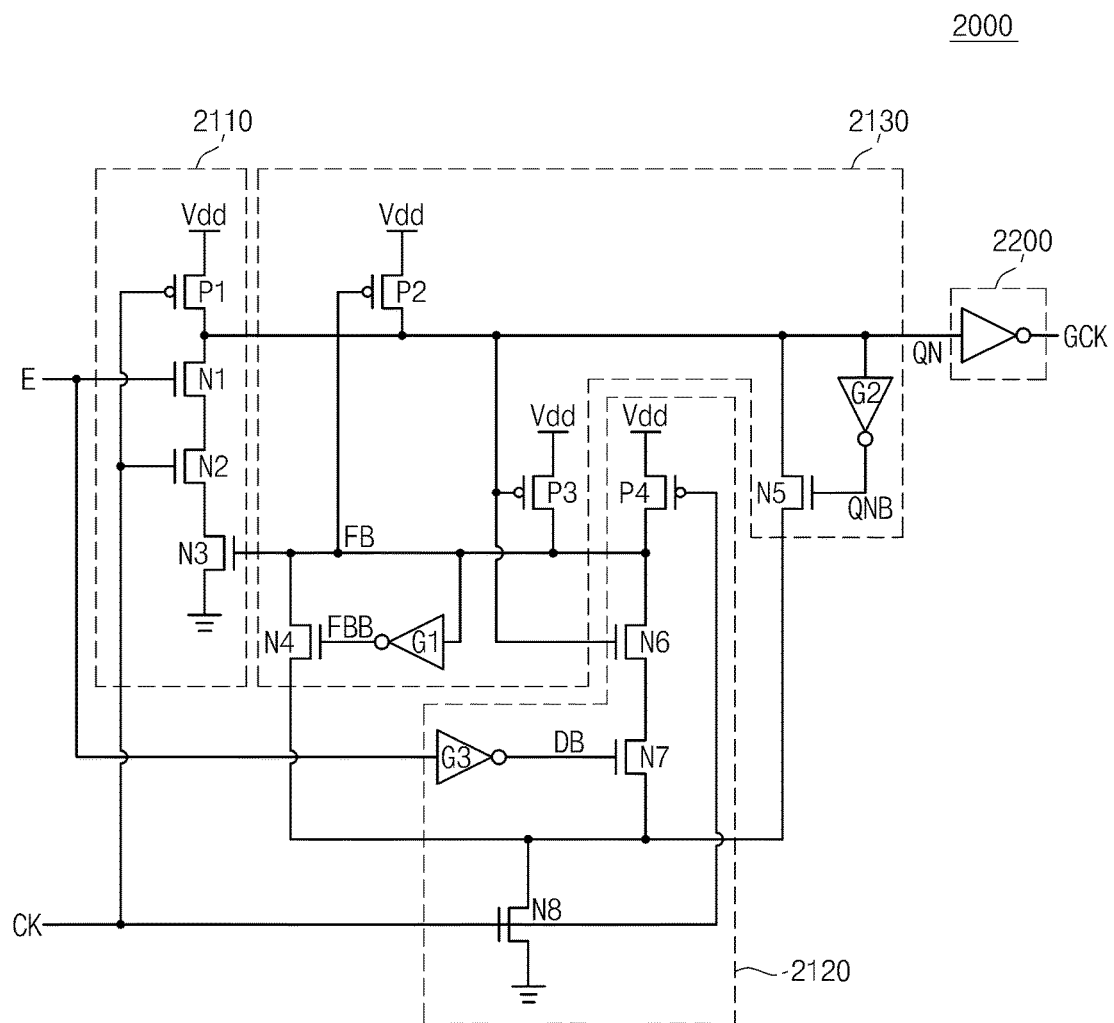 2000
2110
2130
Vdd
Vdd
2200
P1
P2
QN
GCK
E
N1
G2
Vdd
Vdd
N2
P3
P4
N5
QNB
N3
FB
N4
FBB
G1
N6
G3
DB
N7
CK
N8
2120